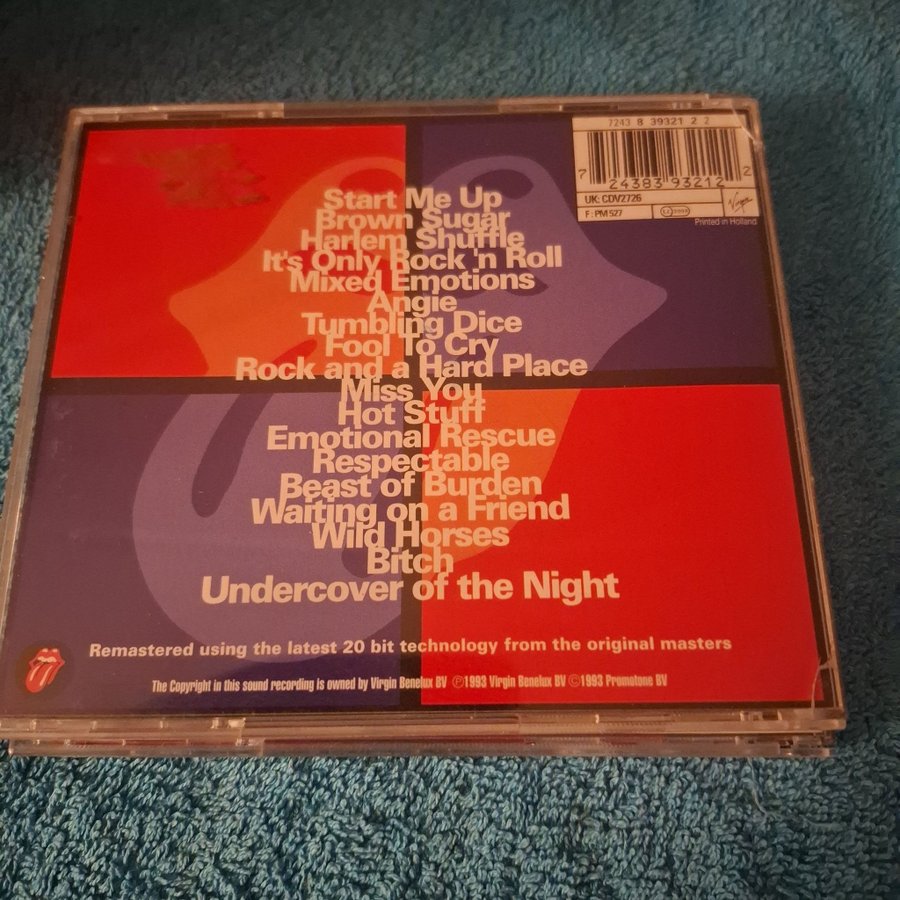 7243 8 39321 2 2
7 24383 93212 2
UK: CDV2726
F: PM 527
LC 3098
Virgin
Printed in Holland
Start Me Up
Brown Sugar
Harlem Shuffle
It's Only Rock 'n Roll
Mixed Emotions
Angie
Tumbling Dice
Fool To Cry
Rock and a Hard Place
Miss You
Hot Stuff
Emotional Rescue
Respectable
Beast of Burden
Waiting on a Friend
Wild Horses
Bitch
Undercover of the Night
Remastered using the latest 20 bit technology from the original masters
The Copyright in this sound recording is owned by Virgin Benelux BV ℗1993 Virgin Benelux BV ©1993 Promotone BV